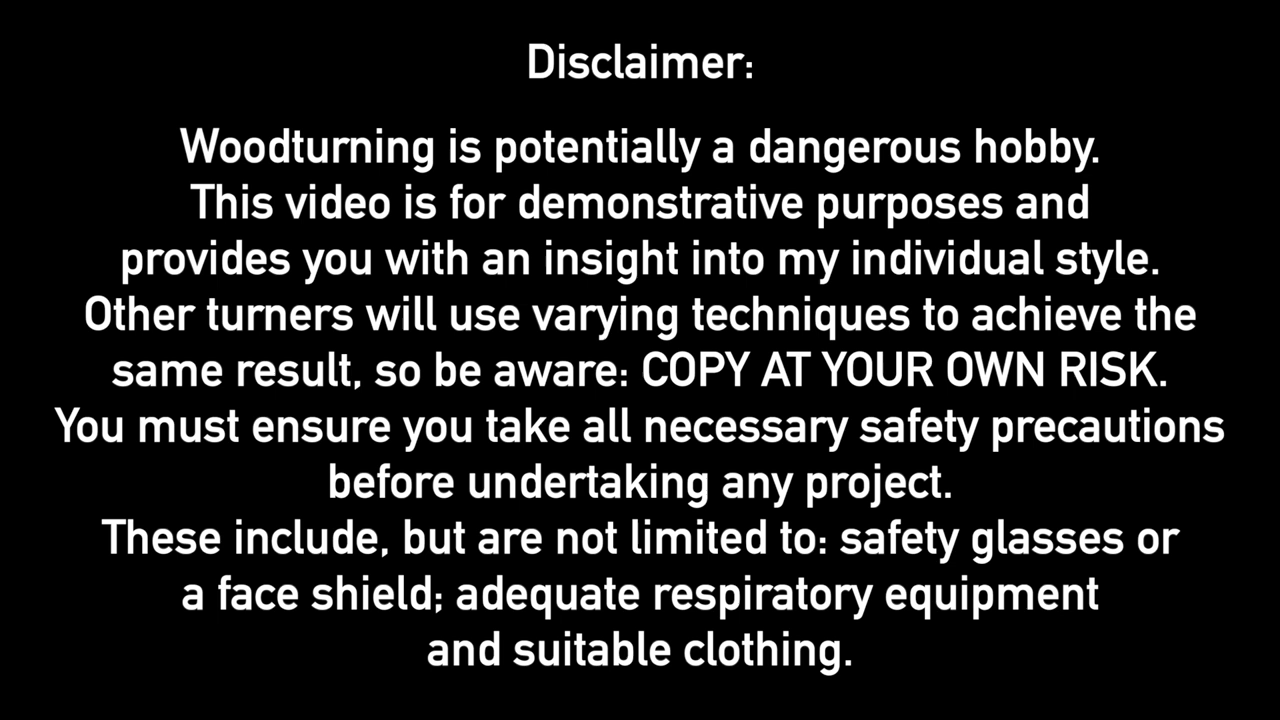 Disclaimer:
Woodturning is potentially a dangerous hobby.
This video is for demonstrative purposes and
provides you with an insight into my individual style.
Other turners will use varying techniques to achieve the
same result, so be aware: COPY AT YOUR OWN RISK.
You must ensure you take all necessary safety precautions
before undertaking any project.
These include, but are not limited to: safety glasses or
a face shield; adequate respiratory equipment
and suitable clothing.